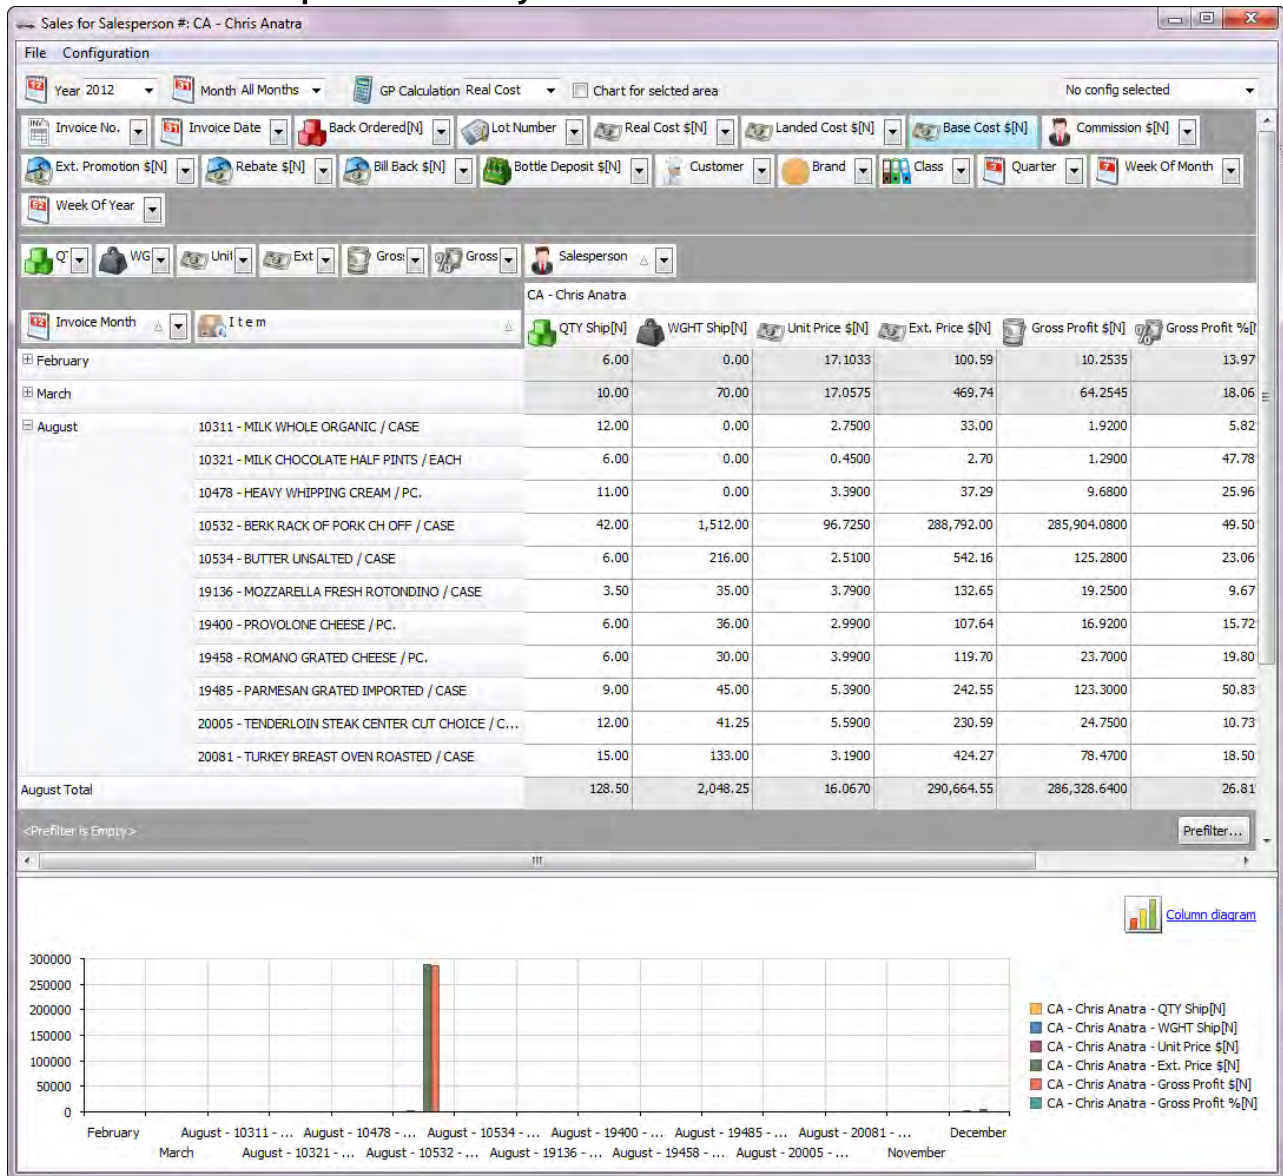 Sales for Salesperson #: CA - Chris Anatra
File Configuration
Year 2012 Month All Months GP Calculation Real Cost Chart for selcted area No config selected
Invoice No. Invoice Date Back Ordered[N] Lot Number Real Cost $[N] Landed Cost $[N] Base Cost $[N] Commission $[N]
Ext. Promotion $[N] Rebate $[N] Bill Back $[N] Bottle Deposit $[N] Customer Brand Class Quarter Week Of Month
Week Of Year
WG Unit Ext Gros Gross Salesperson
CA - Chris Anatra
Invoice Month Item QTY Ship[N] WGHT Ship[N] Unit Price $[N] Ext. Price $[N] Gross Profit $[N] Gross Profit %[
February 6.00 0.00 17.1033 100.59 10.2535 13.97
March 10.00 70.00 17.0575 469.74 64.2545 18.06
August 10311 - MILK WHOLE ORGANIC / CASE 12.00 0.00 2.7500 33.00 1.9200 5.82
10321 - MILK CHOCOLATE HALF PINTS / EACH 6.00 0.00 0.4500 2.70 1.2900 47.78
10478 - HEAVY WHIPPING CREAM / PC. 11.00 0.00 3.3900 37.29 9.6800 25.96
10532 - BERK RACK OF PORK CH OFF / CASE 42.00 1,512.00 96.7250 288,792.00 285,904.0800 49.50
10534 - BUTTER UNSALTED / CASE 6.00 216.00 2.5100 542.16 125.2800 23.06
19136 - MOZZARELLA FRESH ROTONDINO / CASE 3.50 35.00 3.7900 132.65 19.2500 9.67
19400 - PROVOLONE CHEESE / PC. 6.00 36.00 2.9900 107.64 16.9200 15.72
19458 - ROMANO GRATED CHEESE / PC. 6.00 30.00 3.9900 119.70 23.7000 19.80
19485 - PARMESAN GRATED IMPORTED / CASE 9.00 45.00 5.3900 242.55 123.3000 50.83
20005 - TENDERLOIN STEAK CENTER CUT CHOICE / C... 12.00 41.25 5.5900 230.59 24.7500 10.73
20081 - TURKEY BREAST OVEN ROASTED / CASE 15.00 133.00 3.1900 424.27 78.4700 18.50
August Total 128.50 2,048.25 16.0670 290,664.55 286,328.6400 26.81
<Prefilter is Empty> Prefilter...
Column diagram
300000
250000
200000
150000
100000
50000
0
CA - Chris Anatra - QTY Ship[N]
CA - Chris Anatra - WGHT Ship[N]
CA - Chris Anatra - Unit Price $[N]
CA - Chris Anatra - Ext. Price $[N]
CA - Chris Anatra - Gross Profit $[N]
CA - Chris Anatra - Gross Profit %[N]
February August - 10311 - ... August - 10478 - ... August - 10534 - ... August - 19400 - ... August - 19485 - ... August - 20081 - ... December
March August - 10321 - ... August - 10532 - ... August - 19136 - ... August - 19458 - ... August - 20005 - ... November